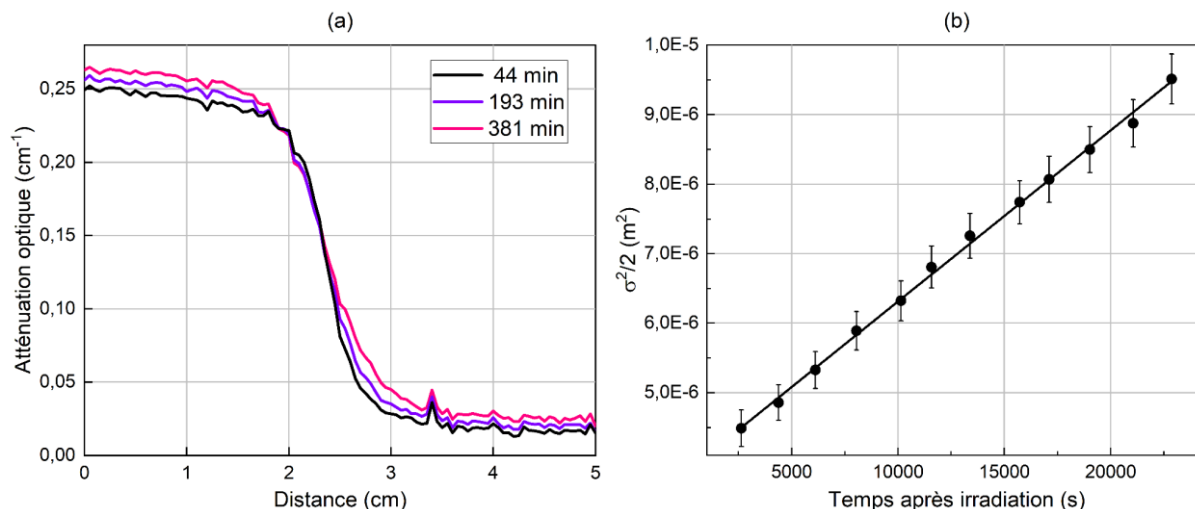 (a)
Atténuation optique (cm-1)
0,25
0,20
0,15
0,10
0,05
0,00
44 min
193 min
381 min
0 1 2 3 4 5
Distance (cm)
(b)
σ2/2 (m2)
1,0E-5
9,0E-6
8,0E-6
7,0E-6
6,0E-6
5,0E-6
5000 10000 15000 20000
Temps après irradiation (s)